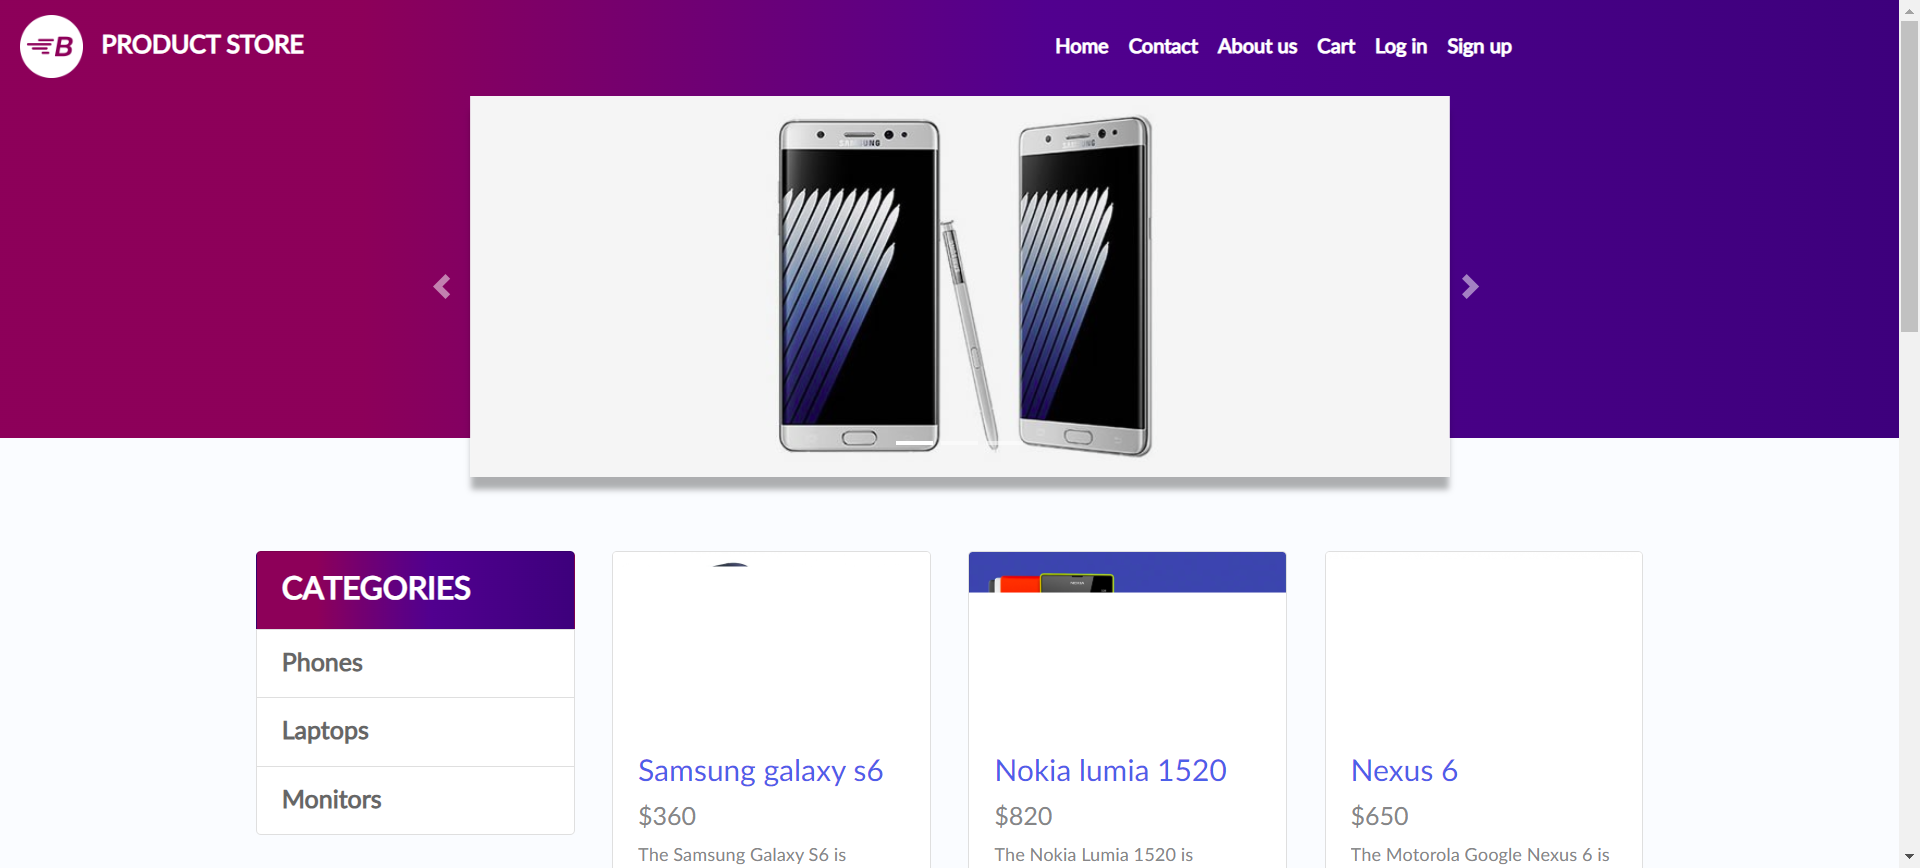 B PRODUCT STORE
Home Contact About us Cart Log in Sign up
SAMSUNG
CATEGORIES
Phones
Laptops
Monitors
NOKIA
Samsung galaxy s6
$360
The Samsung Galaxy S6 is
Nokia lumia 1520
$820
The Nokia Lumia 1520 is
Nexus 6
$650
The Motorola Google Nexus 6 is